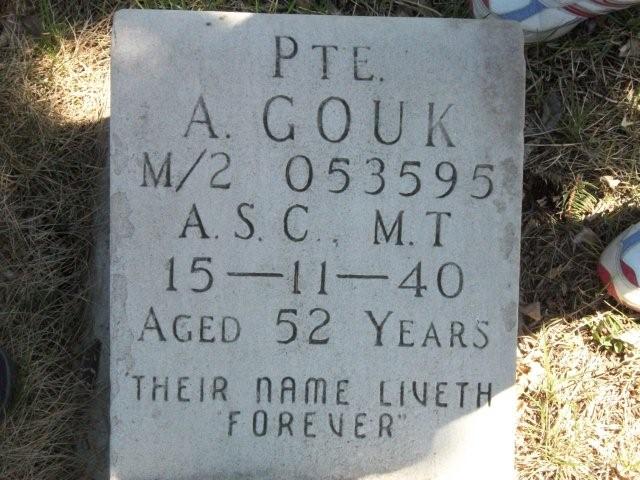 PTE.
A. GOUK
M/2 053595
A.S.C., M.T
15—11—40
AGED 52 YEARS
"THEIR NAME LIVETH
FOREVER"